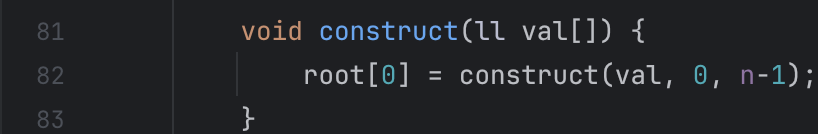 81 void construct(ll val[]) {
82 root[0] = construct(val, 0, n-1);
83 }